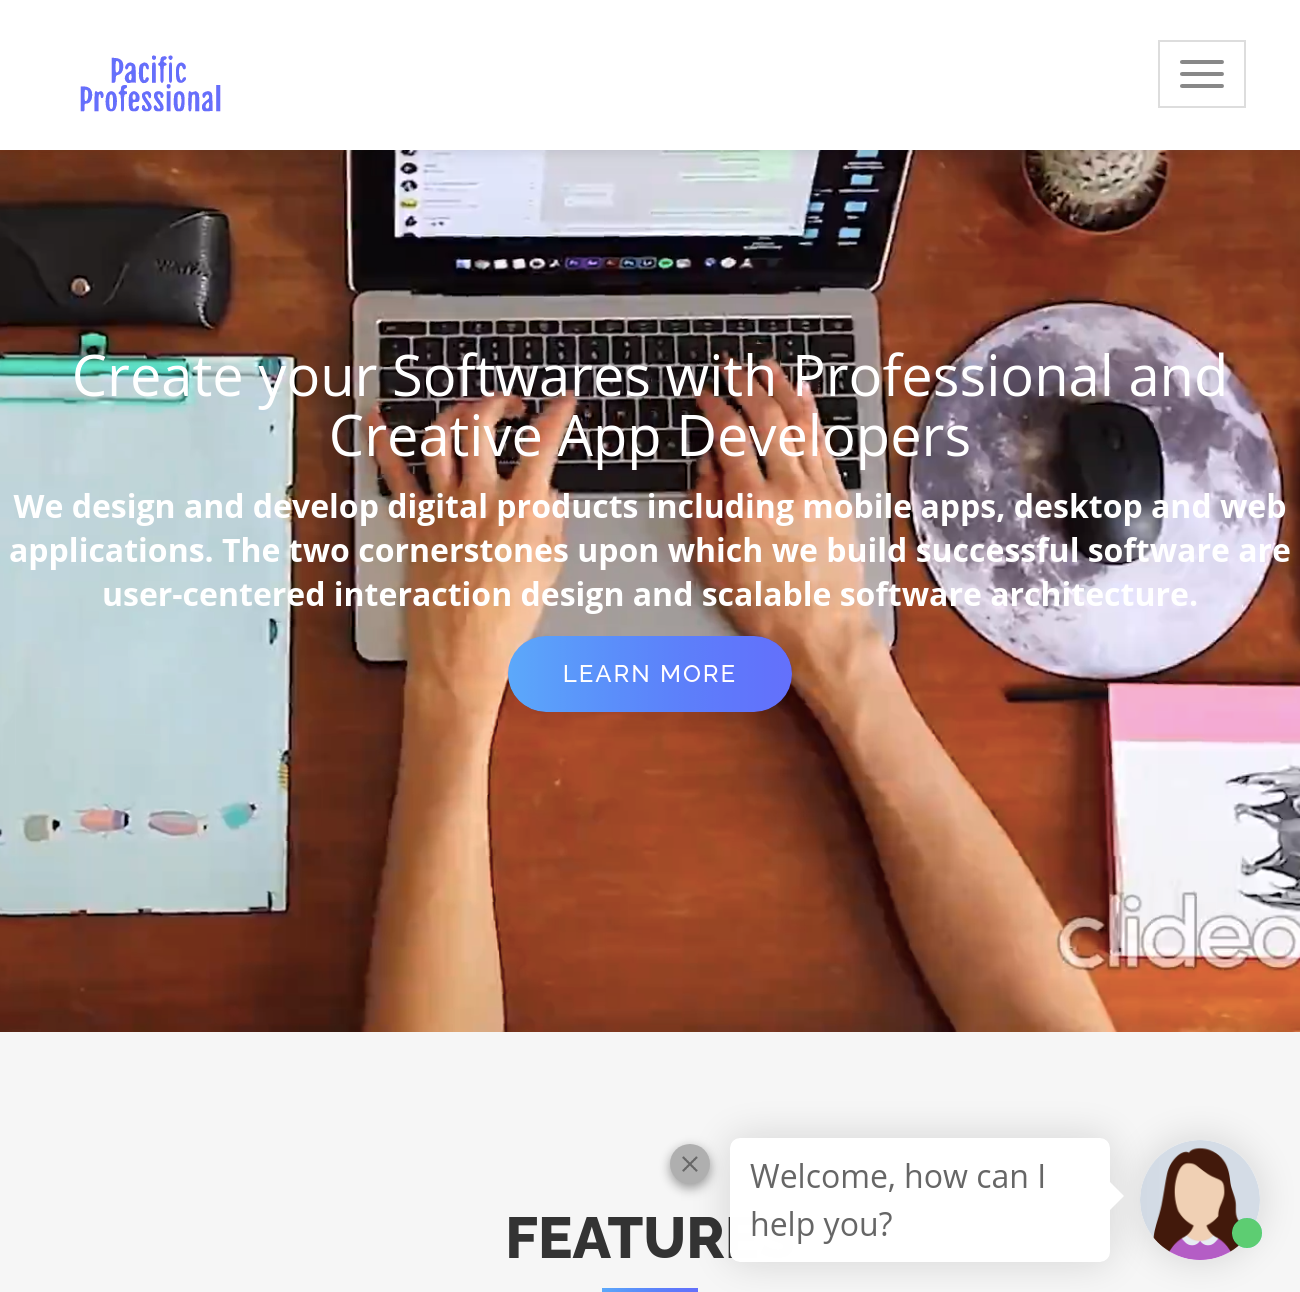 Pacific
Professional
Create your Softwares with Professional and
Creative App Developers
We design and develop digital products including mobile apps, desktop and web
applications. The two cornerstones upon which we build successful software are
user-centered interaction design and scalable software architecture.
LEARN MORE
clideo
Welcome, how can I
help you?